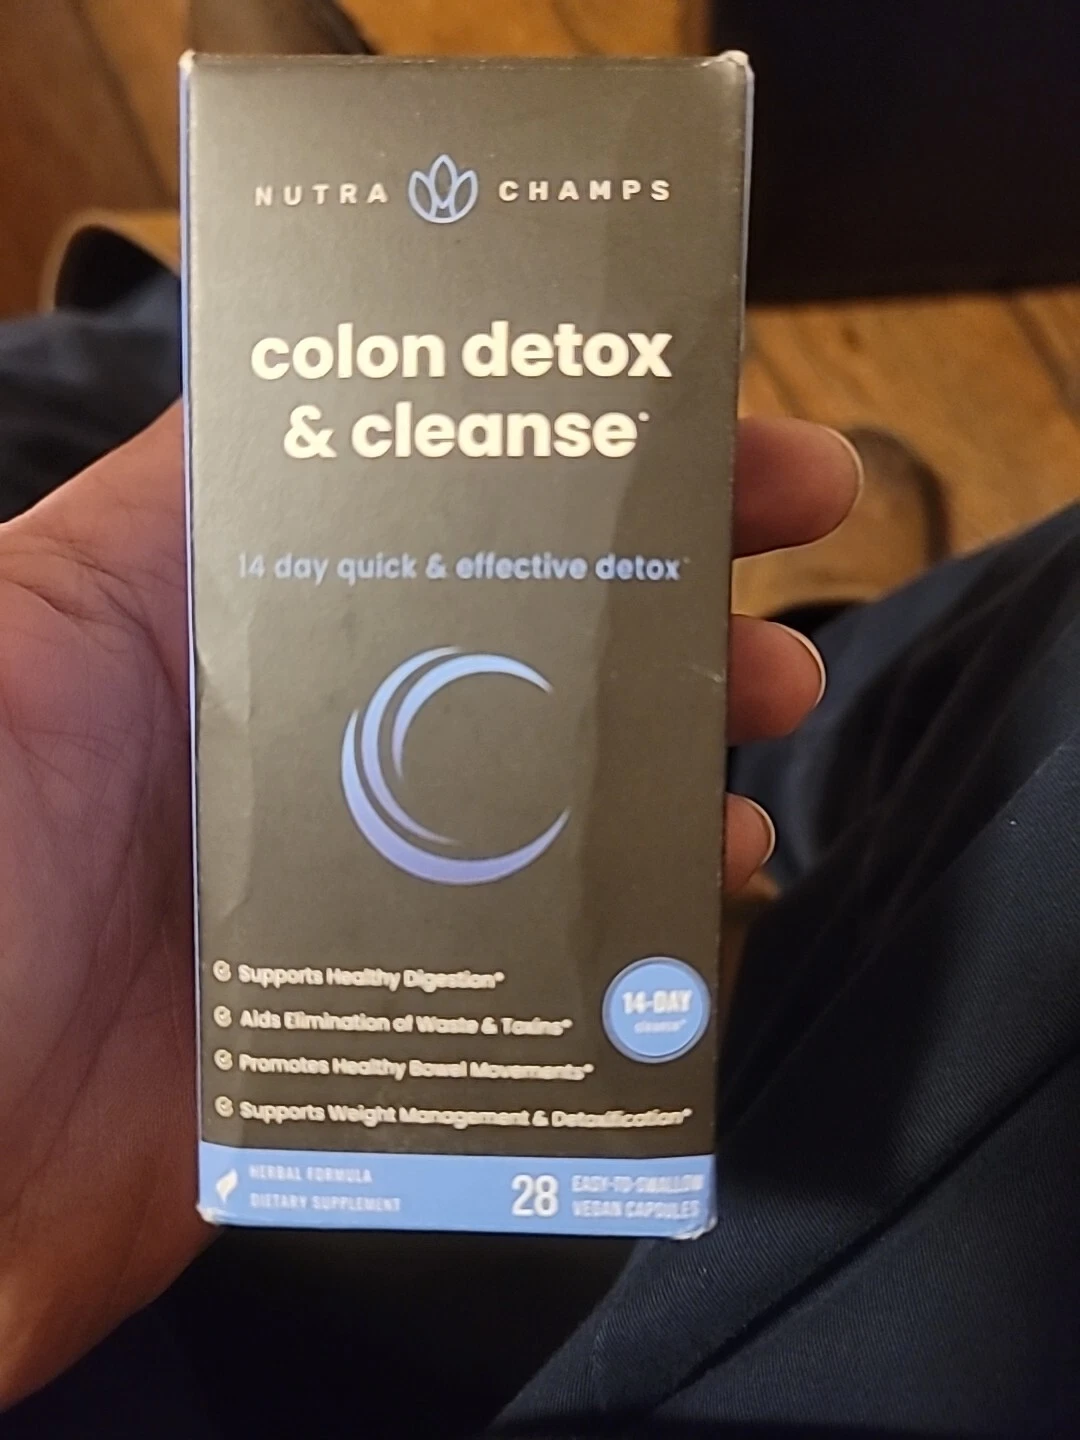 NUTRA CHAMPS
colon detox
& cleanse*
14 day quick & effective detox*
Supports Healthy Digestion*
Aids Elimination of Waste & Toxins*
Promotes Healthy Bowel Movements*
Supports Weight Management & Detoxification*
14-DAY
cleanse*
HERBAL FORMULA
DIETARY SUPPLEMENT
28 EASY-TO-SWALLOW
VEGAN CAPSULES